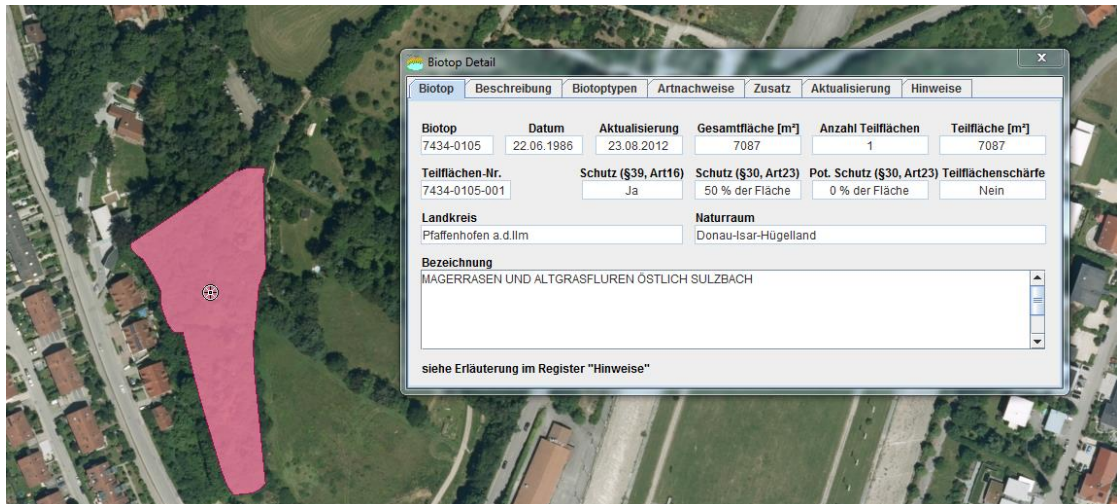 Biotop Detail
X
Biotop Beschreibung Biotoptypen Artnachweise Zusatz Aktualisierung Hinweise
Biotop Datum Aktualisierung Gesamtfläche [m²] Anzahl Teilflächen Teilfläche [m²]
7434-0105 22.06.1986 23.08.2012 7087 1 7087
Teilflächen-Nr. Schutz (§39, Art16) Schutz (§30, Art23) Pot. Schutz (§30, Art23) Teilflächenschärfe
7434-0105-001 Ja 50 % der Fläche 0 % der Fläche Nein
Landkreis Naturraum
Pfaffenhofen a.d.Ilm Donau-Isar-Hügelland
Bezeichnung
MAGERRASEN UND ALTGRASFLUREN ÖSTLICH SULZBACH
siehe Erläuterung im Register "Hinweise"